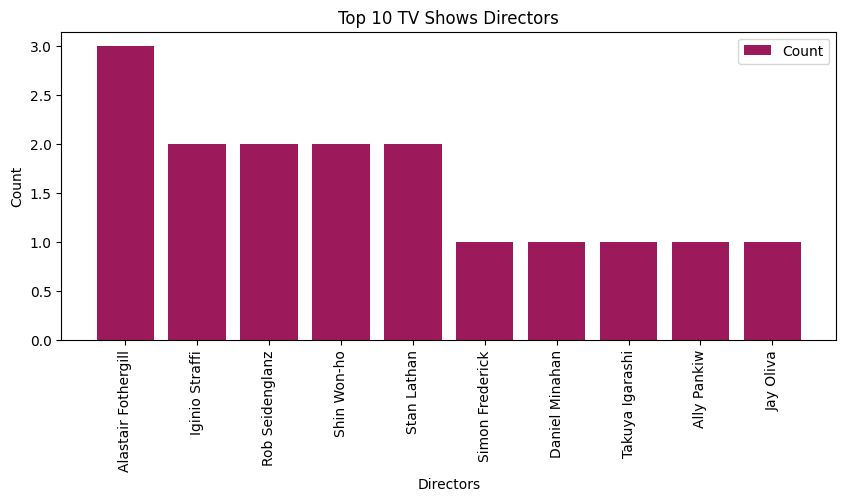 Top 10 TV Shows Directors
Count
3.0
2.5
2.0
1.5
1.0
0.5
0.0
Count
Alastair Fothergill
Iginio Straffi
Rob Seidenglanz
Shin Won-ho
Stan Lathan
Simon Frederick
Daniel Minahan
Takuya Igarashi
Ally Pankiw
Jay Oliva
Directors